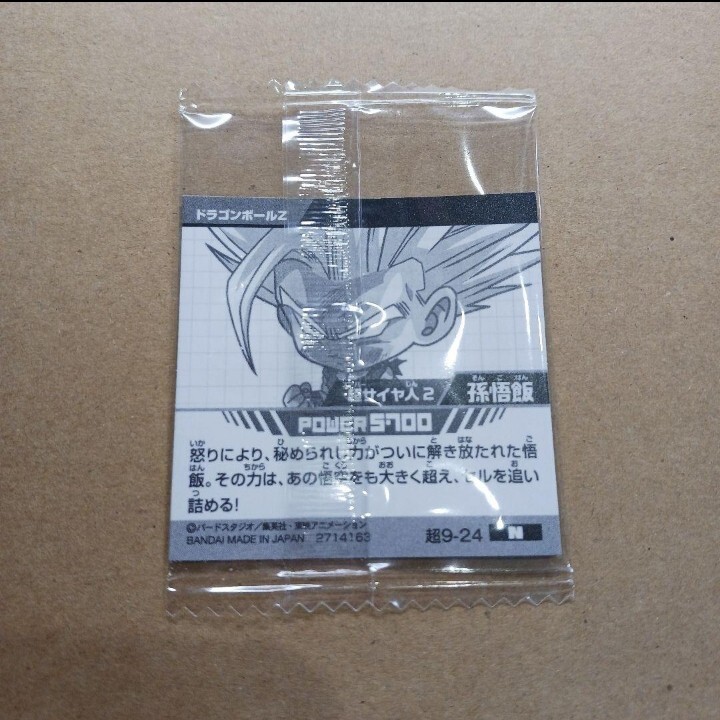 ドラゴンボールZ
サイヤ人2 孫悟飯
POWER 5700
怒りにより、秘められし力がついに解き放たれた悟
飯。その力は、あの悟空をも大きく超え、セルを追い
詰める!
©バードスタジオ/集英社・東映アニメーション
BANDAI MADE IN JAPAN 2714163
超9-24 N